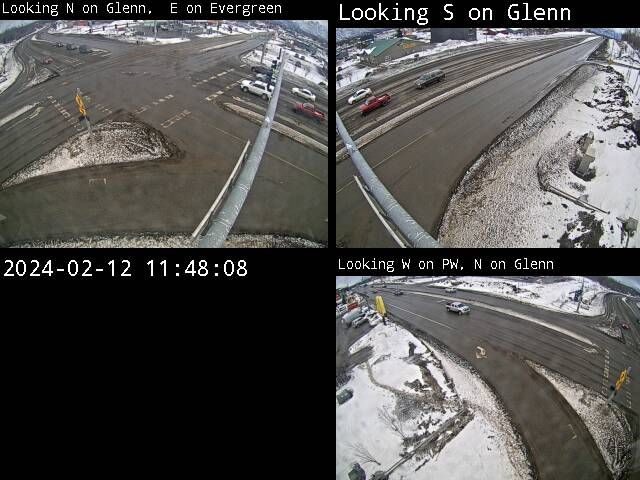 Looking N on Glenn,  E on Evergreen
Looking S on Glenn
2024-02-12 11:48:08
Looking W on PW, N on Glenn